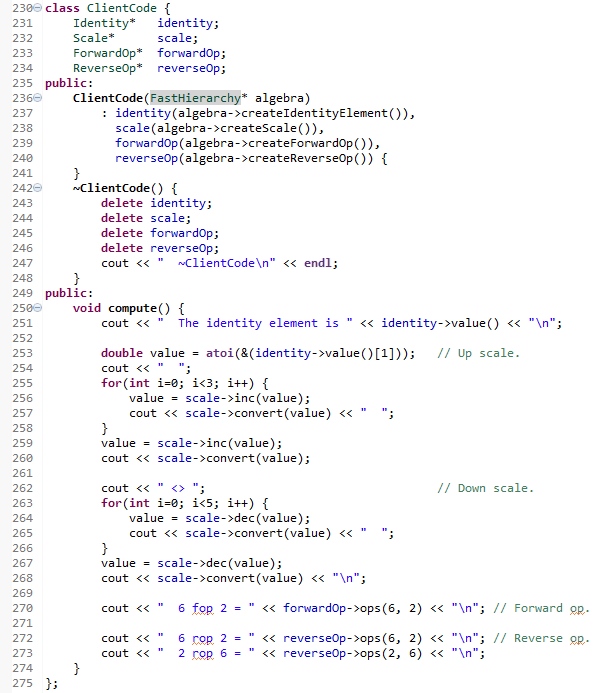 230 class ClientCode {
231     Identity*   identity;
232     Scale*      scale;
233     ForwardOp*  forwardOp;
234     ReverseOp*  reverseOp;
235 public:
236     ClientCode(FastHierarchy* algebra)
237         : identity(algebra->createIdentityElement()),
238           scale(algebra->createScale()),
239           forwardOp(algebra->createForwardOp()),
240           reverseOp(algebra->createReverseOp()) {
241     }
242     ~ClientCode() {
243         delete identity;
244         delete scale;
245         delete forwardOp;
246         delete reverseOp;
247         cout << "  ~ClientCode\n" << endl;
248     }
249 public:
250     void compute() {
251         cout << "  The identity element is " << identity->value() << "\n";
252
253         double value = atoi(&(identity->value()[1]));   // Up scale.
254         cout << "  ";
255         for(int i=0; i<3; i++) {
256             value = scale->inc(value);
257             cout << scale->convert(value) << "  ";
258         }
259         value = scale->inc(value);
260         cout << scale->convert(value);
261
262         cout << " <> ";                                 // Down scale.
263         for(int i=0; i<5; i++) {
264             value = scale->dec(value);
265             cout << scale->convert(value) << "  ";
266         }
267         value = scale->dec(value);
268         cout << scale->convert(value) << "\n";
269
270         cout << "  6 fop 2 = " << forwardOp->ops(6, 2) << "\n"; // Forward op.
271
272         cout << "  6 rop 2 = " << reverseOp->ops(6, 2) << "\n"; // Reverse op.
273         cout << "  2 rop 6 = " << reverseOp->ops(2, 6) << "\n";
274     }
275 };